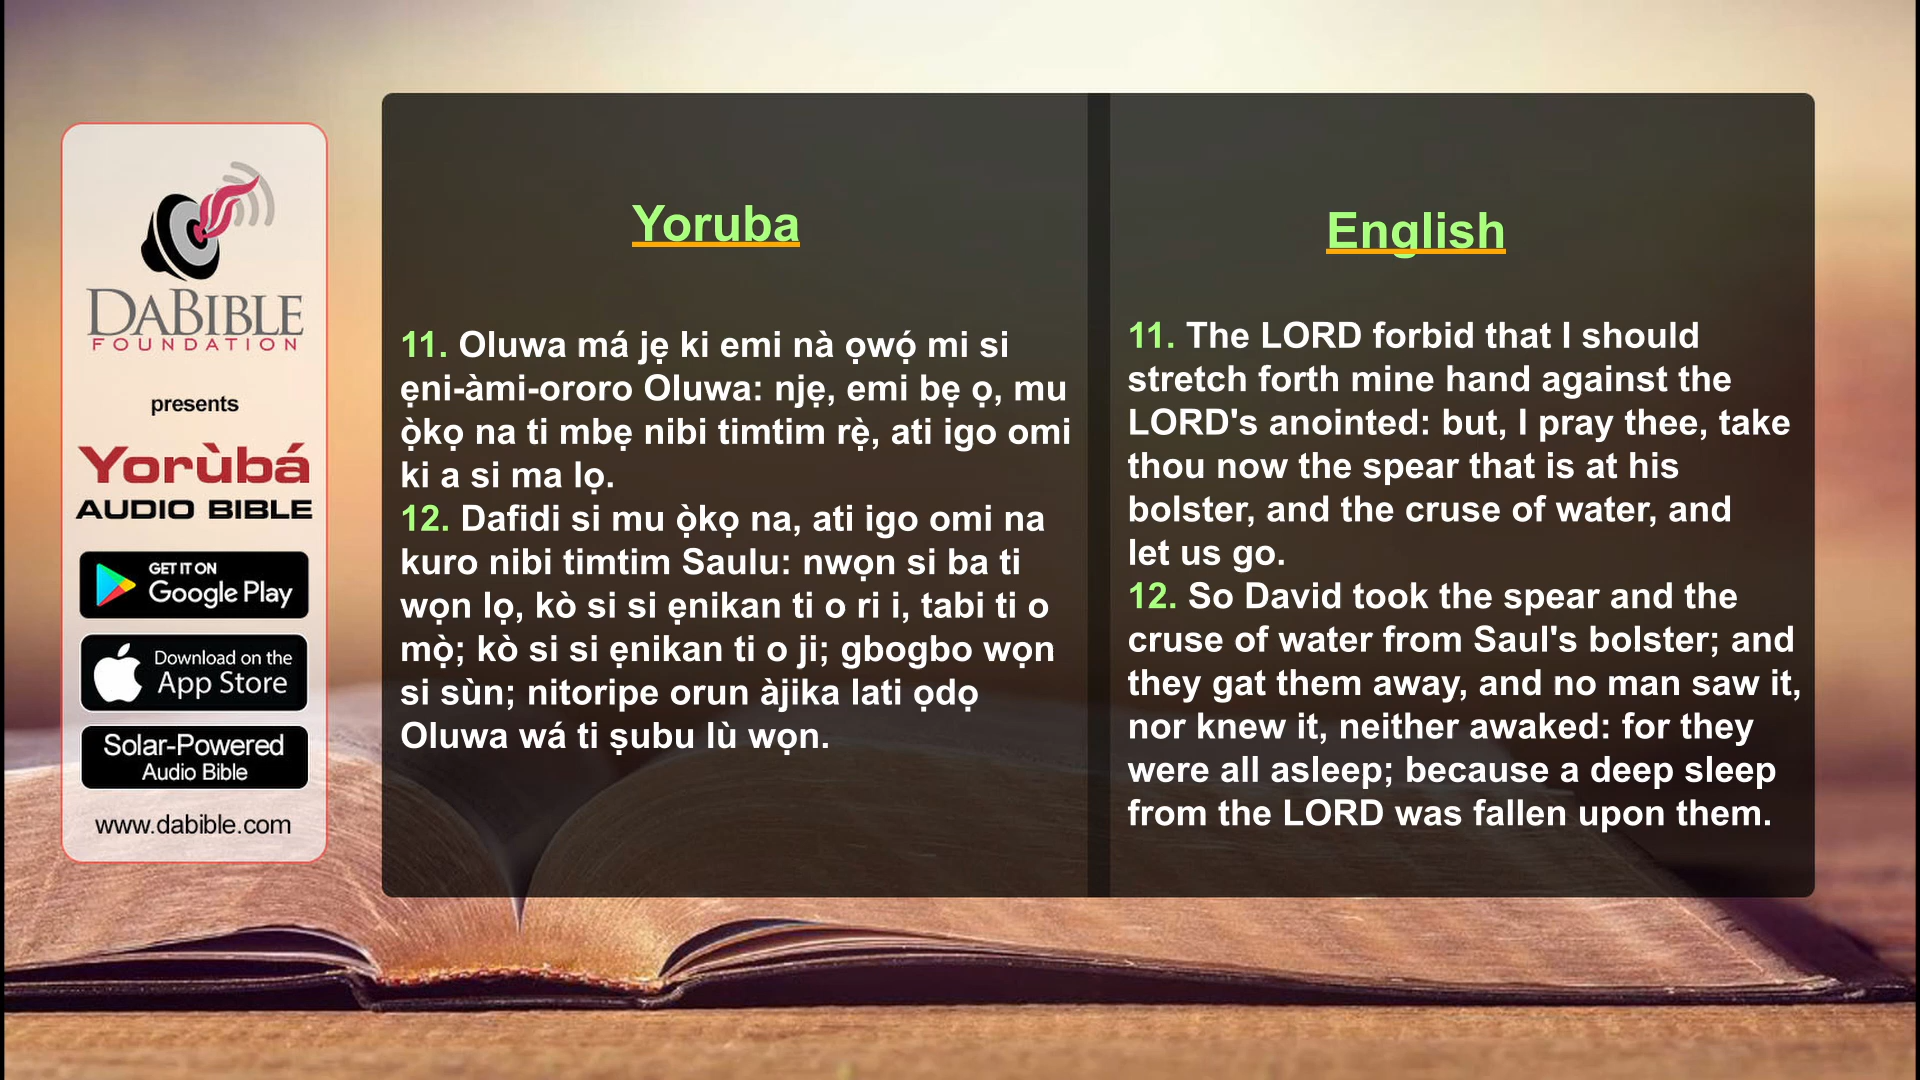 DABIBLE
FOUNDATION
presents
Yorùbá
AUDIO BIBLE
GET IT ON
Google Play
Download on the
App Store
Solar-Powered
Audio Bible
www.dabible.com
Yoruba
11. Oluwa má jẹ ki emi nà ọwọ́ mi si
ẹni-àmi-ororo Oluwa: njẹ, emi bẹ ọ, mu
ọ̀kọ na ti mbẹ nibi timtim rẹ̀, ati igo omi
ki a si ma lọ.
12. Dafidi si mu ọ̀kọ na, ati igo omi na
kuro nibi timtim Saulu: nwọn si ba ti
wọn lọ, kò si si ẹnikan ti o ri i, tabi ti o
mọ̀; kò si si ẹnikan ti o ji; gbogbo wọn
si sùn; nitoripe orun àjika lati ọdọ
Oluwa wá ti ṣubu lù wọn.
English
11. The LORD forbid that I should
stretch forth mine hand against the
LORD's anointed: but, I pray thee, take
thou now the spear that is at his
bolster, and the cruse of water, and
let us go.
12. So David took the spear and the
cruse of water from Saul's bolster; and
they gat them away, and no man saw it,
nor knew it, neither awaked: for they
were all asleep; because a deep sleep
from the LORD was fallen upon them.